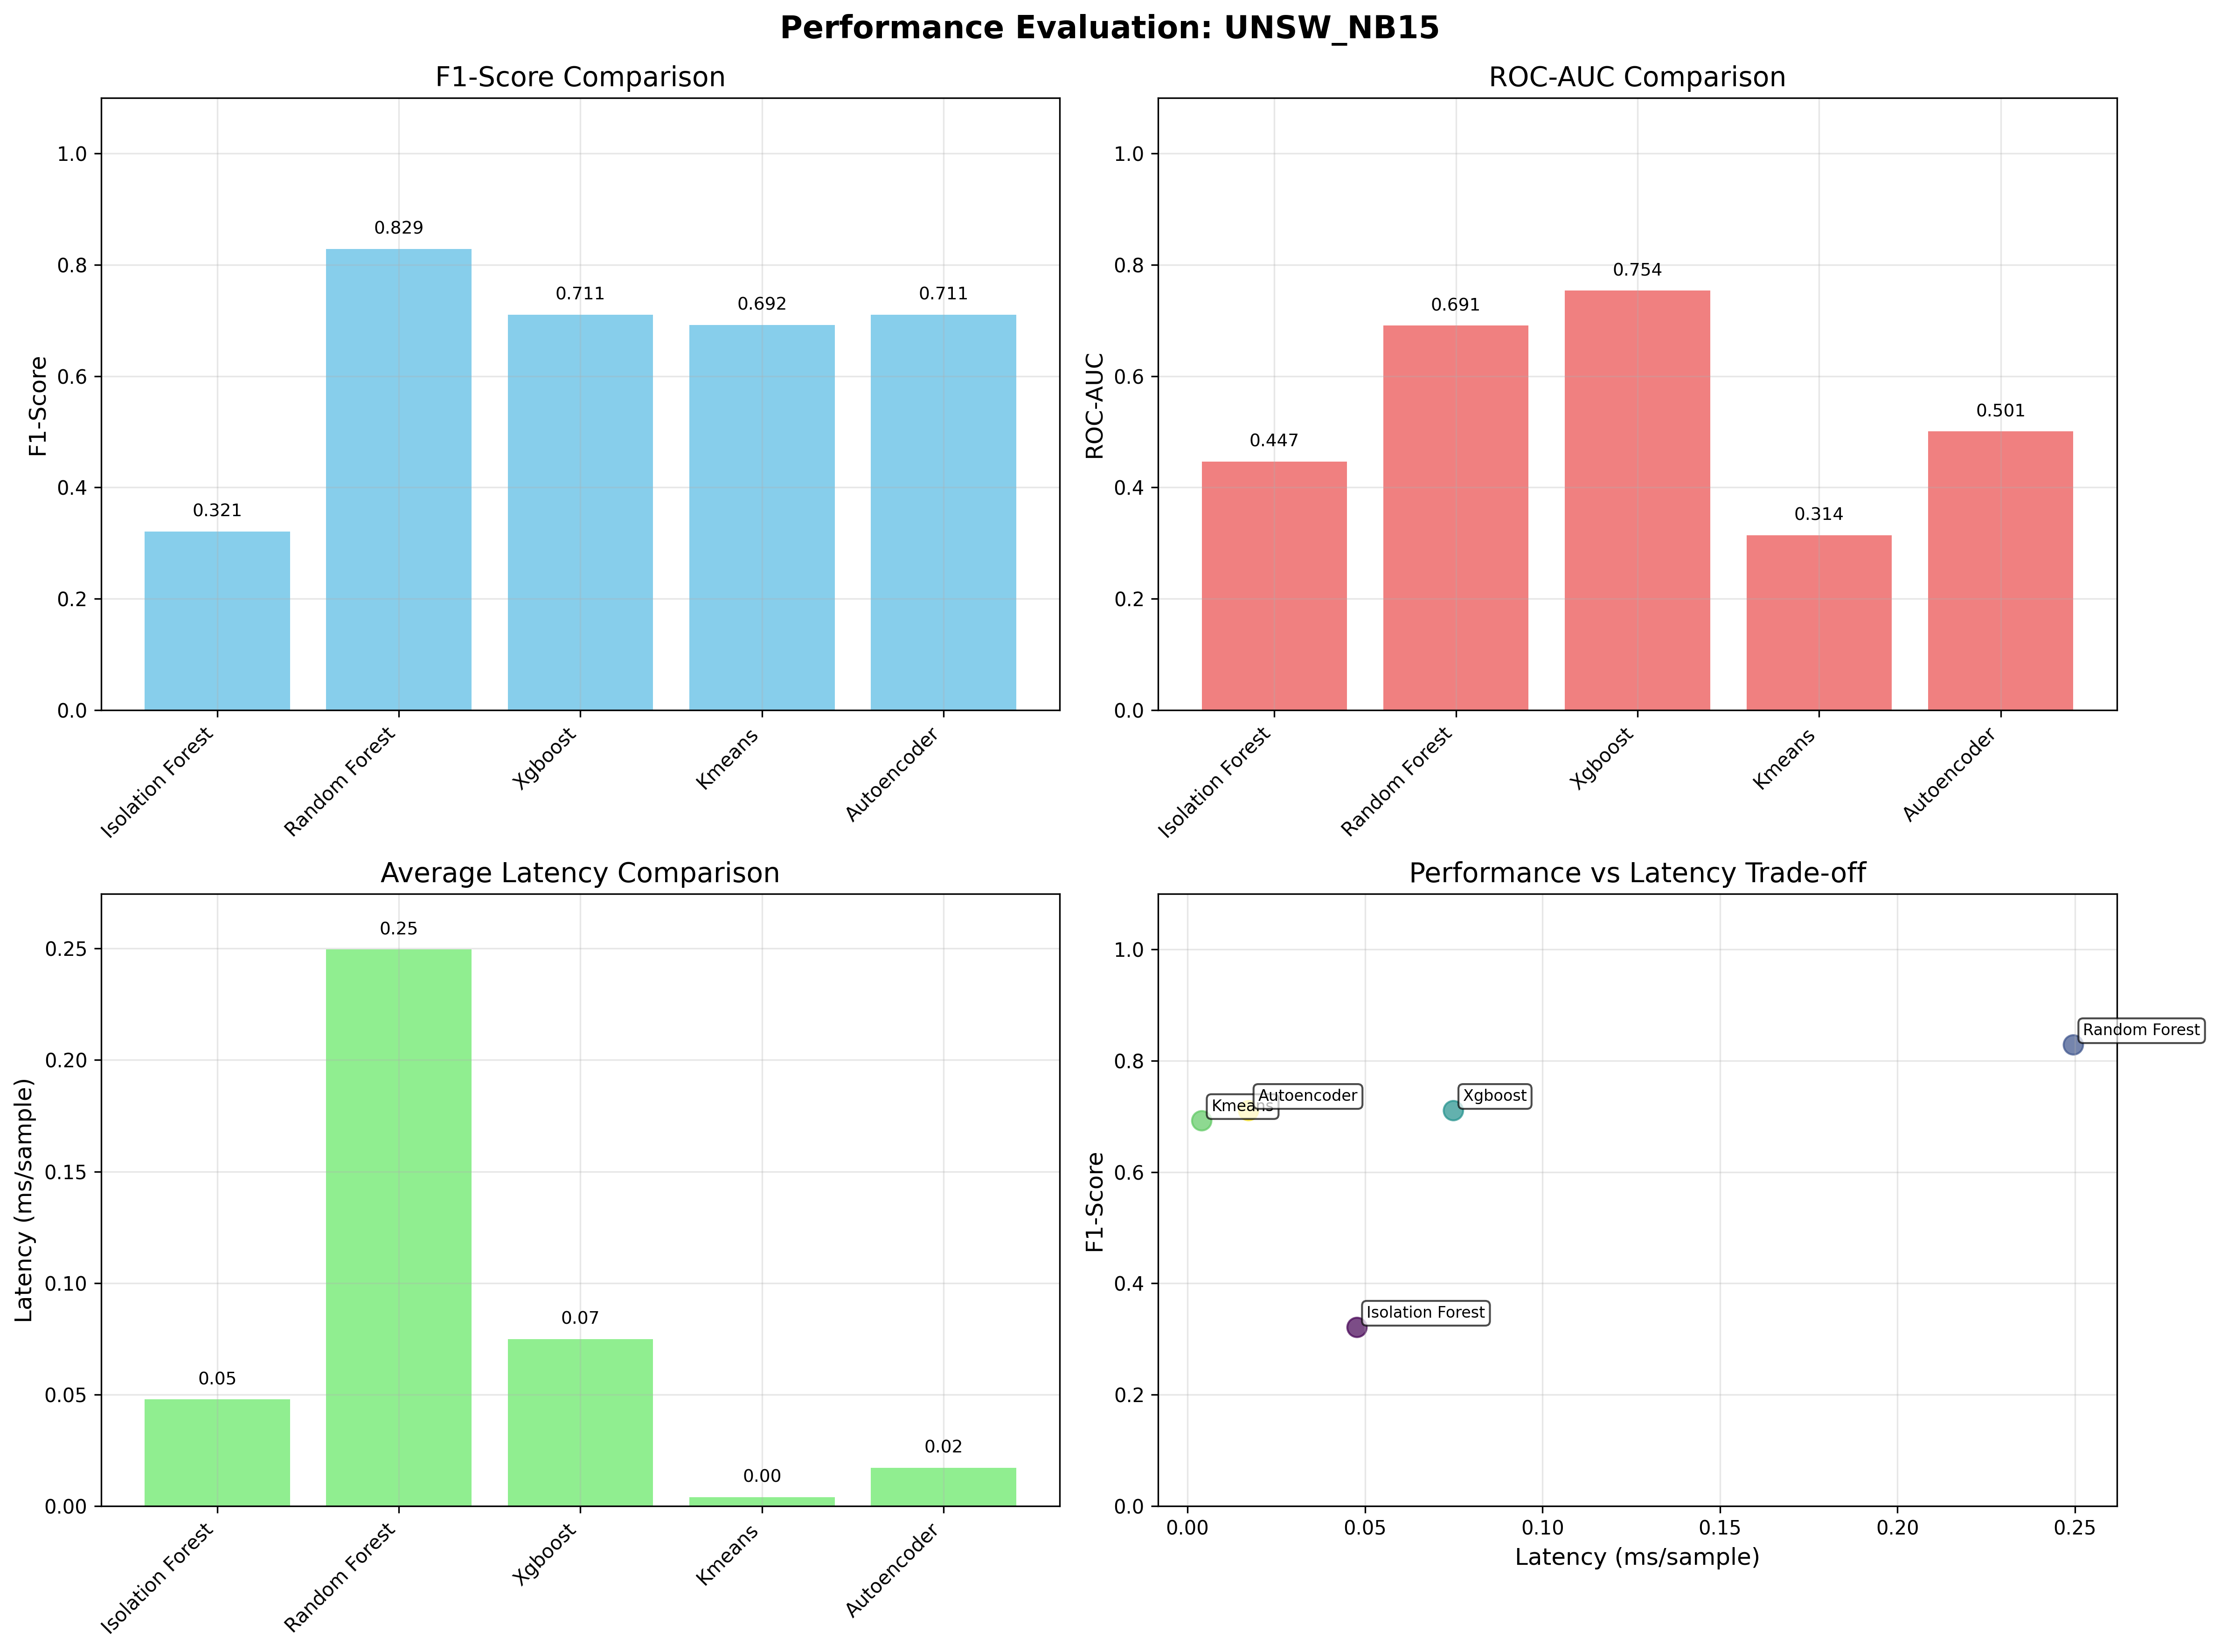 Performance Evaluation: UNSW_NB15
F1-Score Comparison
F1-Score
1.0
0.8
0.6
0.4
0.2
0.0
0.321
0.829
0.711
0.692
0.711
Isolation Forest
Random Forest
Xgboost
Kmeans
Autoencoder
ROC-AUC Comparison
ROC-AUC
1.0
0.8
0.6
0.4
0.2
0.0
0.447
0.691
0.754
0.314
0.501
Isolation Forest
Random Forest
Xgboost
Kmeans
Autoencoder
Average Latency Comparison
Latency (ms/sample)
0.25
0.20
0.15
0.10
0.05
0.00
0.05
0.25
0.07
0.00
0.02
Isolation Forest
Random Forest
Xgboost
Kmeans
Autoencoder
Performance vs Latency Trade-off
F1-Score
1.0
0.8
0.6
0.4
0.2
0.0
Random Forest
Kmeans
Autoencoder
Xgboost
Isolation Forest
0.00
0.05
0.10
0.15
0.20
0.25
Latency (ms/sample)